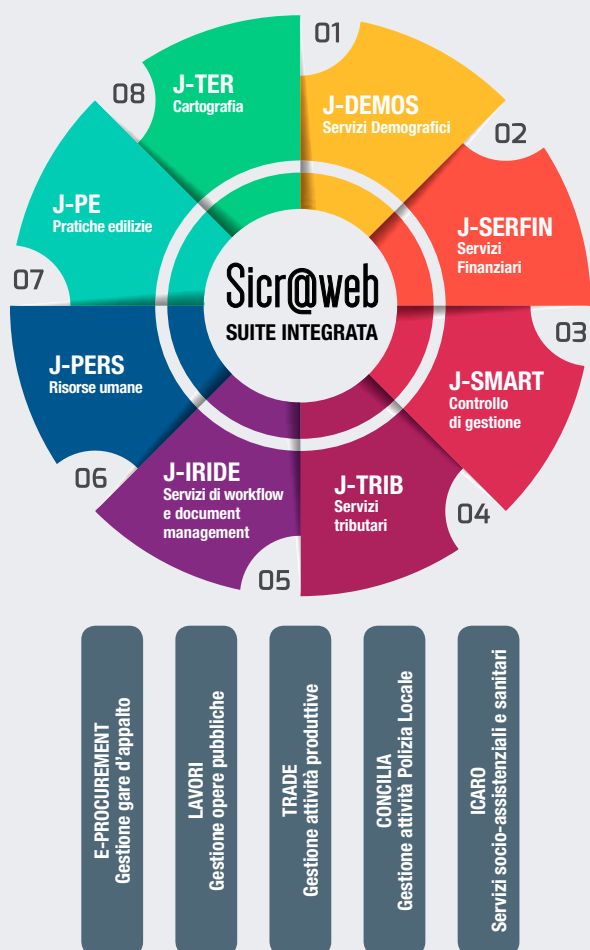 01
J-DEMOS
Servizi Demografici
02
J-SERFIN
Servizi
Finanziari
03
J-SMART
Controllo
di gestione
04
J-TRIB
Servizi
tributari
05
J-IRIDE
Servizi di workflow
e document
management
06
J-PERS
Risorse umane
07
J-PE
Pratiche edilizie
08
J-TER
Cartografia
Sicr@web
SUITE INTEGRATA
E-PROCUREMENT
Gestione gare d’appalto
LAVORI
Gestione opere pubbliche
TRADE
Gestione attività produttive
CONCILIA
Gestione attività Polizia Locale
ICARO
Servizi socio-assistenziali e sanitari